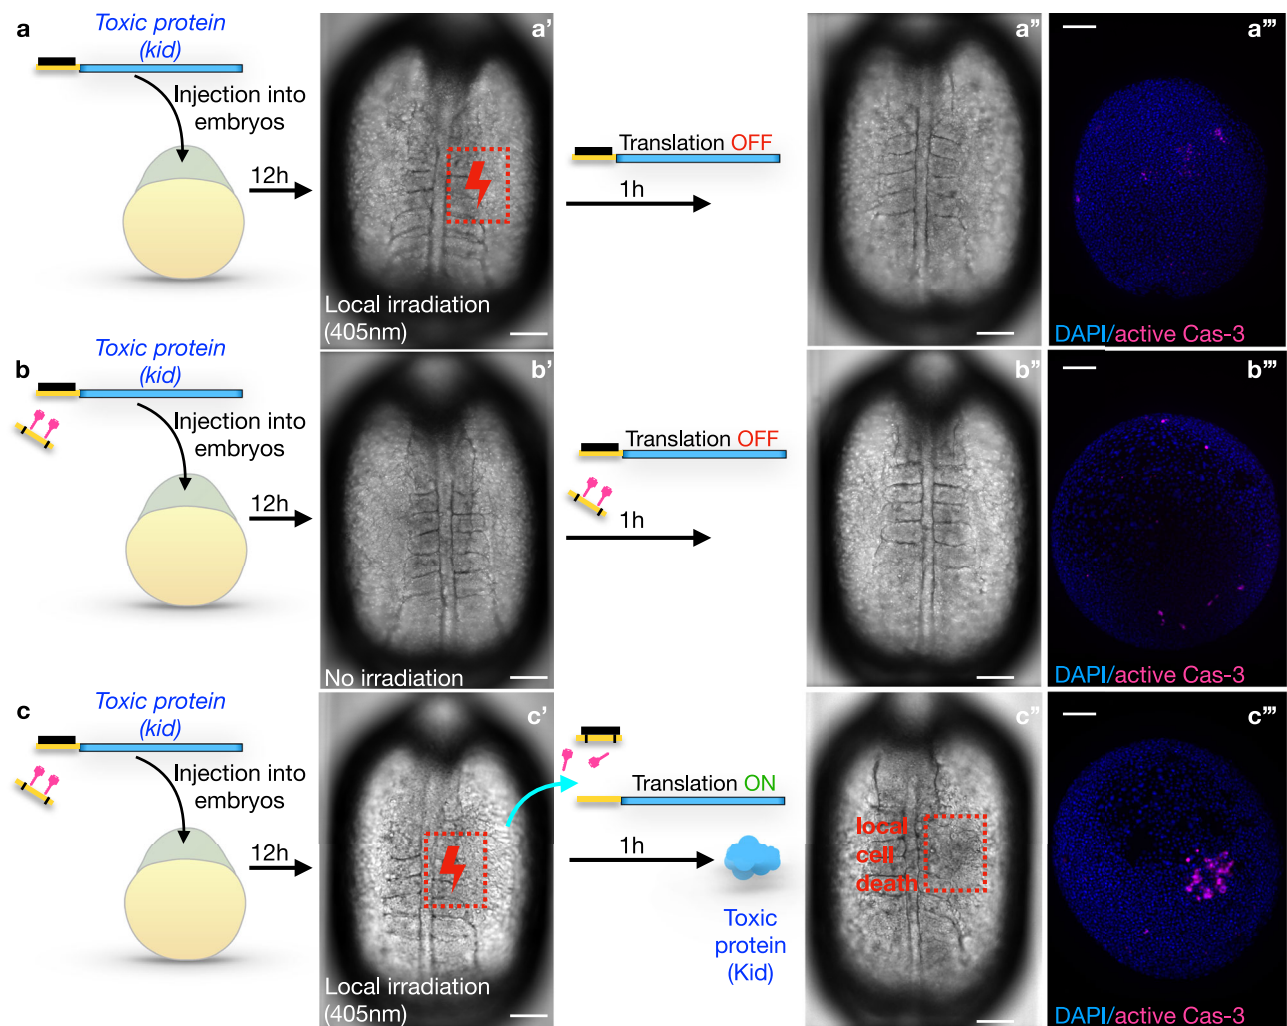 a
Toxic protein
(kid)
Injection into
embryos
12h
a’
Local irradiation
(405nm)
Translation OFF
1h
a”
a”’
DAPI/active Cas-3
b
Toxic protein
(kid)
Injection into
embryos
12h
b’
No irradiation
Translation OFF
1h
b”
b”’
DAPI/active Cas-3
c
Toxic protein
(kid)
Injection into
embryos
12h
c’
Local irradiation
(405nm)
Translation ON
1h
Toxic
protein
(Kid)
c”
local
cell
death
c”’
DAPI/active Cas-3